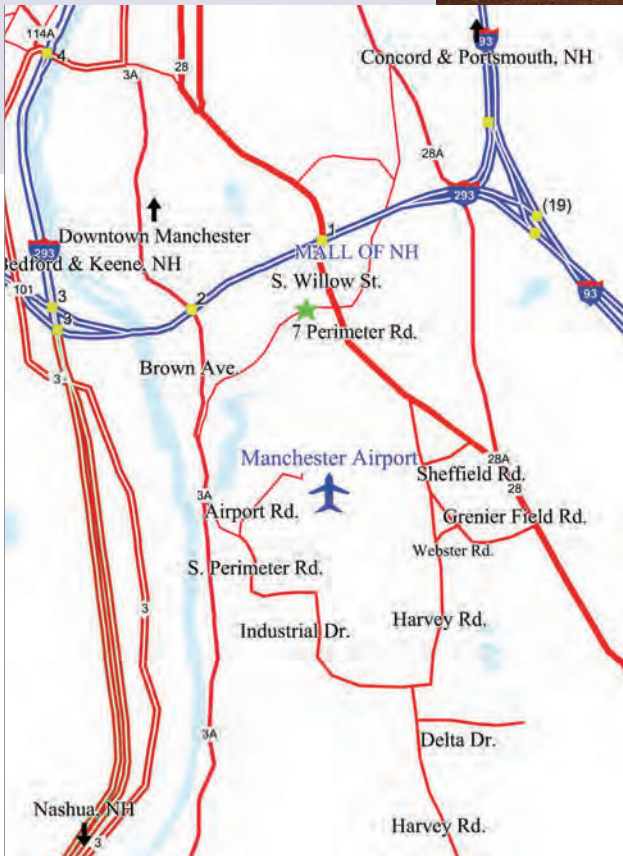 114A
4
3A
28
93
Concord & Portsmouth, NH
28A
293
(19)
1
Downtown Manchester
MALL OF NH
293
Bedford & Keene, NH
S. Willow St.
93
101
3
2
3
7 Perimeter Rd.
Brown Ave.
3
Manchester Airport
28A
Sheffield Rd.
28
3A
Airport Rd.
Grenier Field Rd.
Webster Rd.
S. Perimeter Rd.
3
Industrial Dr.
Harvey Rd.
3A
Delta Dr.
Nashua, NH
Harvey Rd.
3